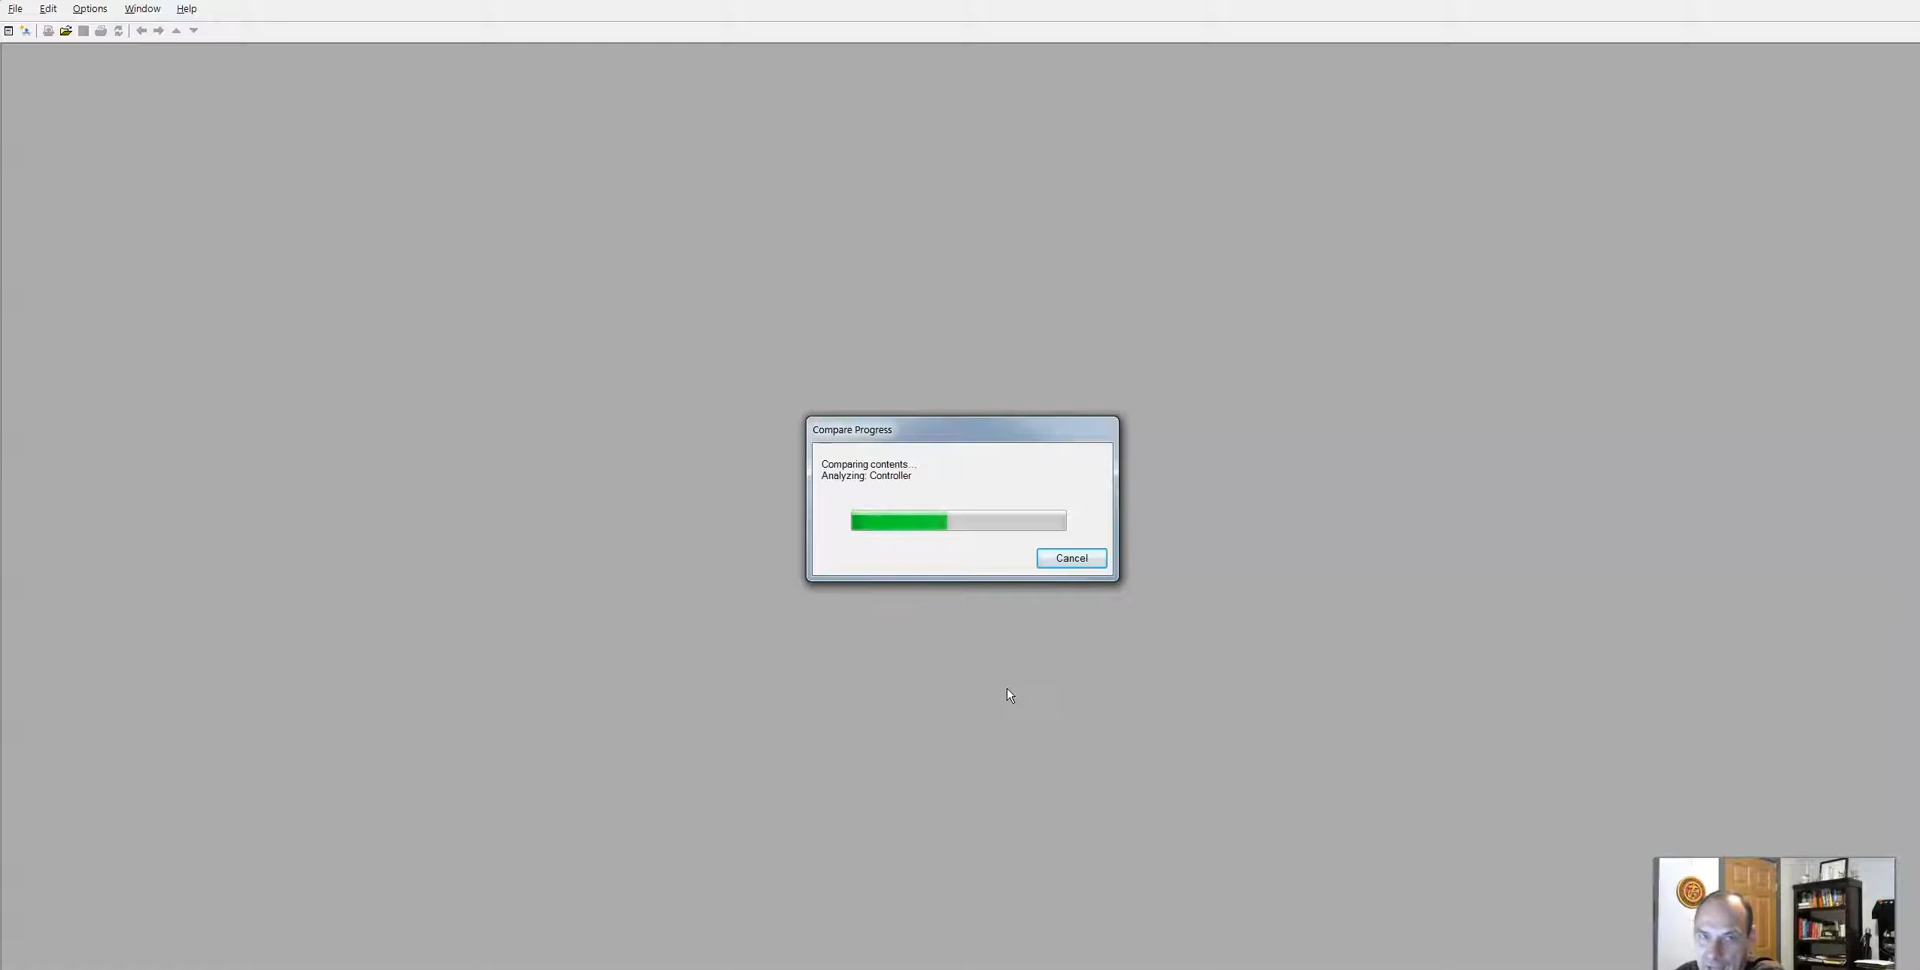 File Edit Options Window Help
Compare Progress
Comparing contents...
Analyzing: Controller
Cancel